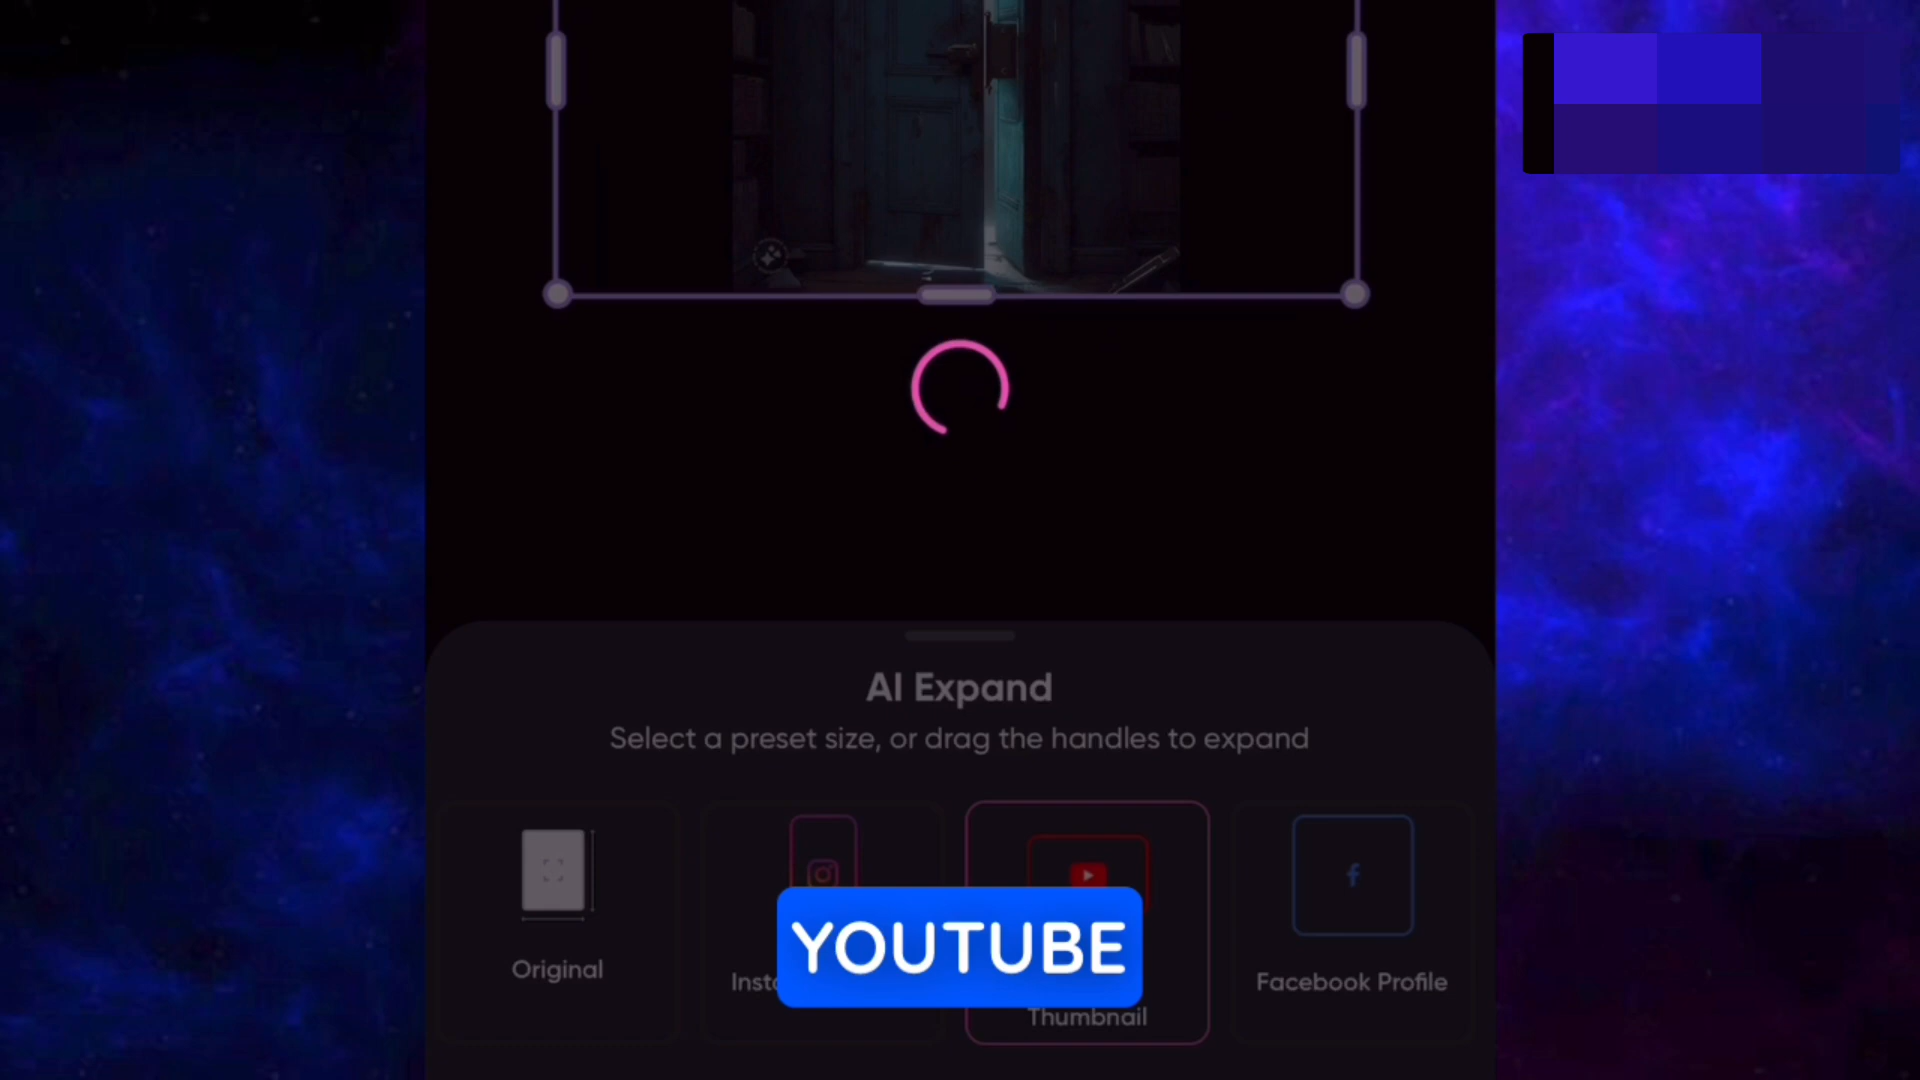 AI Expand
Select a preset size, or drag the handles to expand
Original
YOUTUBE
Facebook Profile
Thumbnail